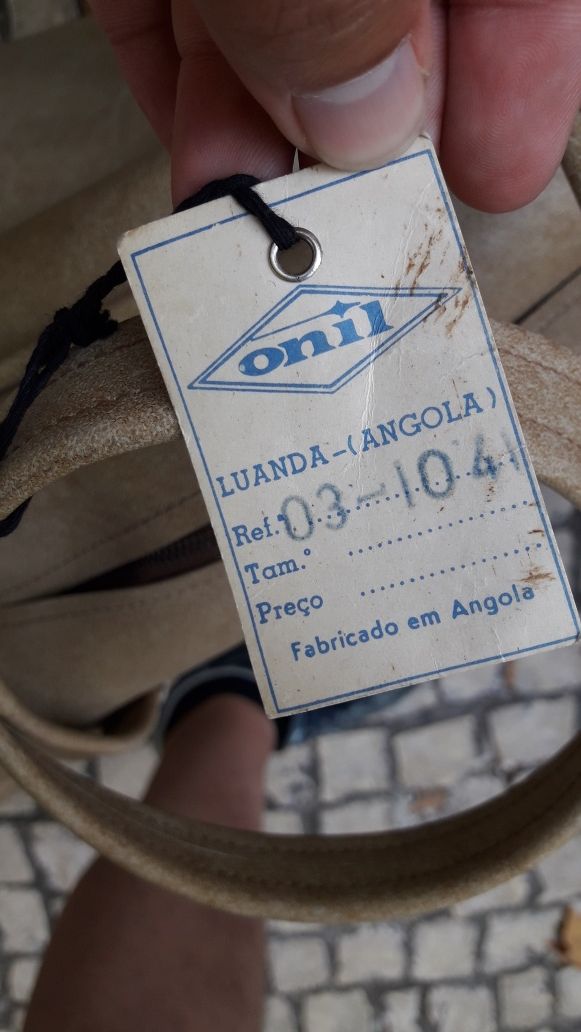 onil
LUANDA-(ANGOLA)
Ref.ª 03-104
Tam.º
Preço
Fabricado em Angola